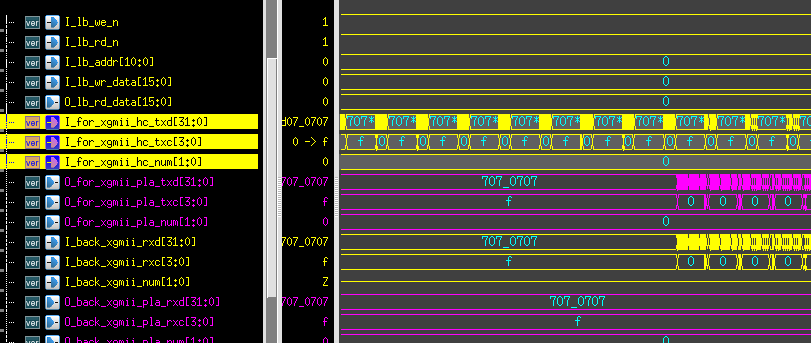 ver I_lb_we_n 1
ver I_lb_rd_n 1
ver I_lb_addr[10:0] 0 0
ver I_lb_wr_data[15:0] 0 0
ver O_lb_rd_data[15:0] 0 0
ver I_for_xgmii_hc_txd[31:0] d07_0707 707* 707* 707* 707* 707* 707* 707* 707* 707* 707* 707* 707*
ver I_for_xgmii_hc_txc[3:0] 0 -> f f 0 f 0 f 0 f 0 f 0 f 0 f 0 f 0 f f f f
ver I_for_xgmii_hc_num[1:0] 0 0
ver O_for_xgmii_pla_txd[31:0] 707_0707 707_0707
ver O_for_xgmii_pla_txc[3:0] f f 0 0 0 0
ver O_for_xgmii_pla_num[1:0] 0 0
ver I_back_xgmii_rxd[31:0] 707_0707 707_0707
ver I_back_xgmii_rxc[3:0] f f 0 0 0 0
ver I_back_xgmii_num[1:0] Z
ver O_back_xgmii_pla_rxd[31:0] 707_0707 707_0707
ver O_back_xgmii_pla_rxc[3:0] f f
ver O_back_xgmii_pla_num[1:0] 0 0